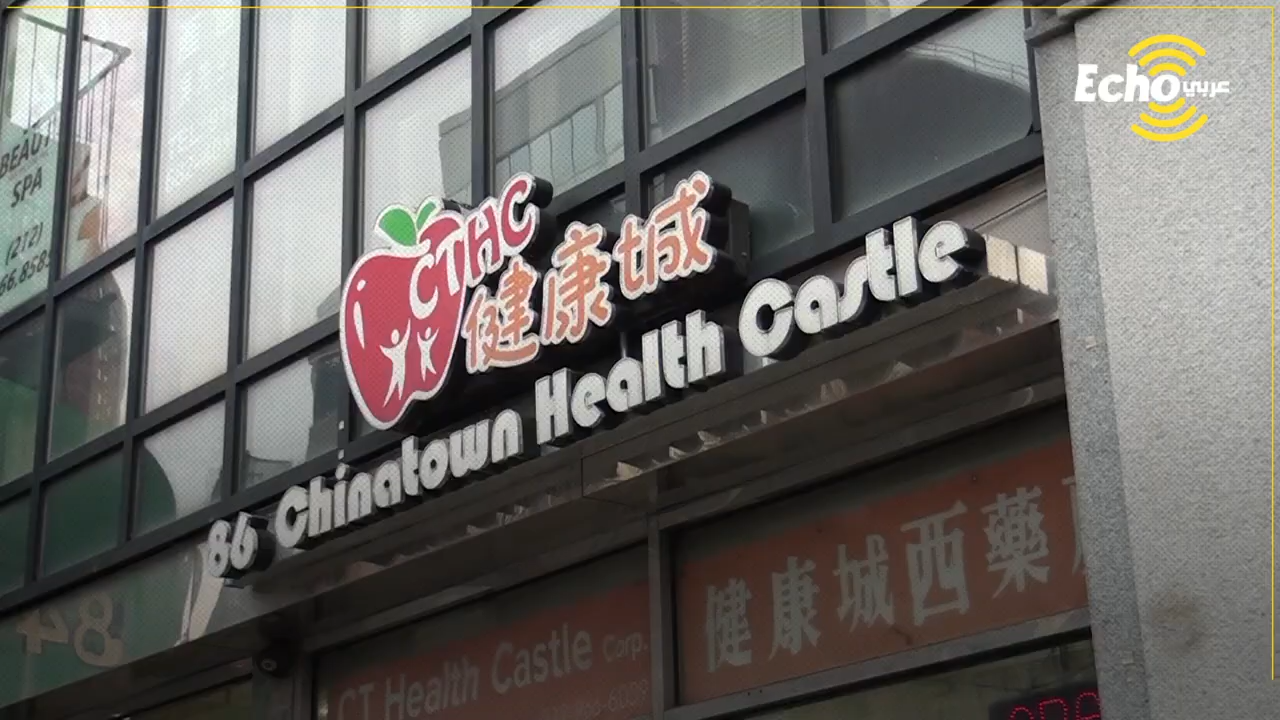 Echo عربي
BEAUTY
SPA
(212)
CTHC
健康城
86 Chinatown Health Castle
84
健康城西藥
CT Health Castle Corp.